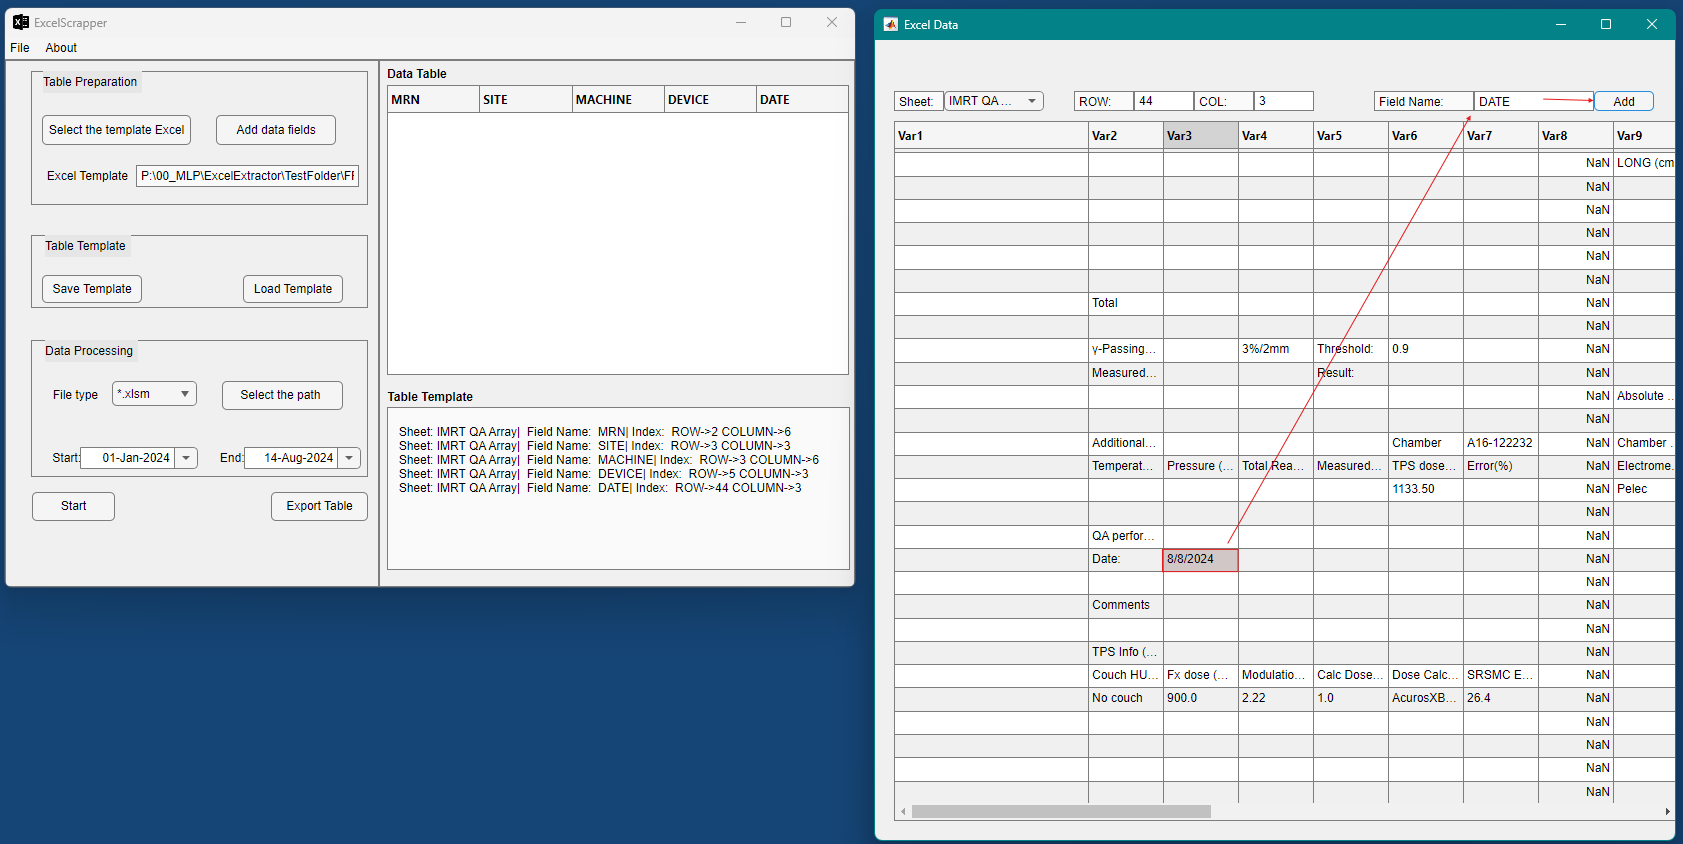 ExcelScrapper
File About
Table Preparation
Select the template Excel
Add data fields
Excel Template
P:\00_MLP\ExcelExtractor\TestFolder\FF
Table Template
Save Template
Load Template
Data Processing
File type
*.xlsm
Select the path
Start:
01-Jan-2024
End:
14-Aug-2024
Start
Export Table
Data Table
MRN SITE MACHINE DEVICE DATE
Table Template
Sheet: IMRT QA Array| Field Name: MRN| Index: ROW->2 COLUMN->6
Sheet: IMRT QA Array| Field Name: SITE| Index: ROW->3 COLUMN->3
Sheet: IMRT QA Array| Field Name: MACHINE| Index: ROW->3 COLUMN->6
Sheet: IMRT QA Array| Field Name: DEVICE| Index: ROW->5 COLUMN->3
Sheet: IMRT QA Array| Field Name: DATE| Index: ROW->44 COLUMN->3
Excel Data
Sheet: IMRT QA ... ROW: 44 COL: 3 Field Name: DATE Add
Var1 Var2 Var3 Var4 Var5 Var6 Var7 Var8 Var9
NaN LONG (cm
NaN
NaN
NaN
NaN
NaN
Total NaN
NaN
γ-Passing... 3%/2mm Threshold: 0.9 NaN
Measured... Result: NaN
NaN Absolute ...
NaN
Additional... Chamber A16-122232 NaN Chamber ...
Temperat... Pressure (... Total Rea... Measured... TPS dose... Error(%) NaN Electrome...
1133.50 NaN Pelec
NaN
QA perfor... NaN
Date: 8/8/2024 NaN
NaN
Comments NaN
NaN
TPS Info (... NaN
Couch HU... Fx dose (... Modulatio... Calc Dose... Dose Calc... SRSMC E... NaN
No couch 900.0 2.22 1.0 AcurosXB... 26.4 NaN
NaN
NaN
NaN
NaN